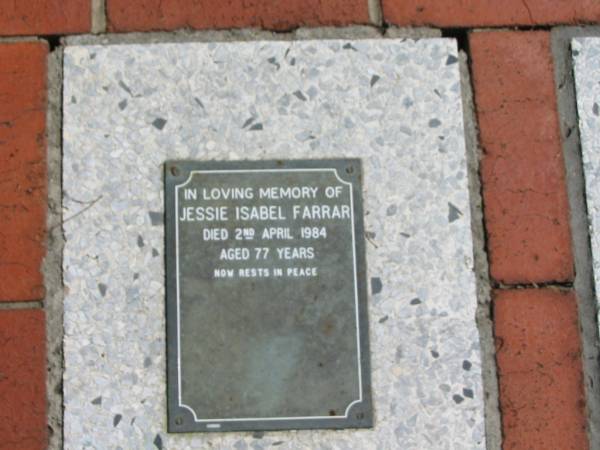 IN LOVING MEMORY OF
JESSIE ISABEL FARRAR
DIED 2ND APRIL 1984
AGED 77 YEARS
NOW RESTS IN PEACE